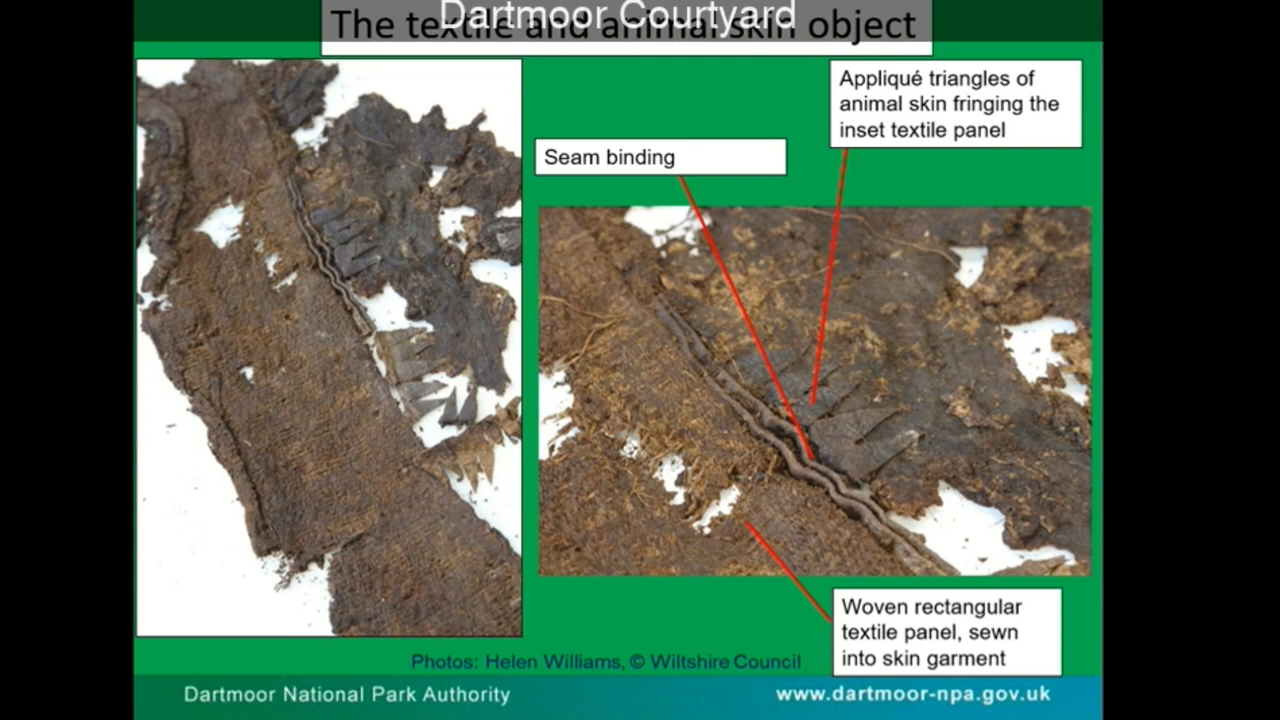 Dartmoor Courtyard
The textile and animal skin object
Appliqué triangles of
animal skin fringing the
inset textile panel
Seam binding
Woven rectangular
textile panel, sewn
into skin garment
Photos: Helen Williams, © Wiltshire Council
Dartmoor National Park Authority
www.dartmoor-npa.gov.uk